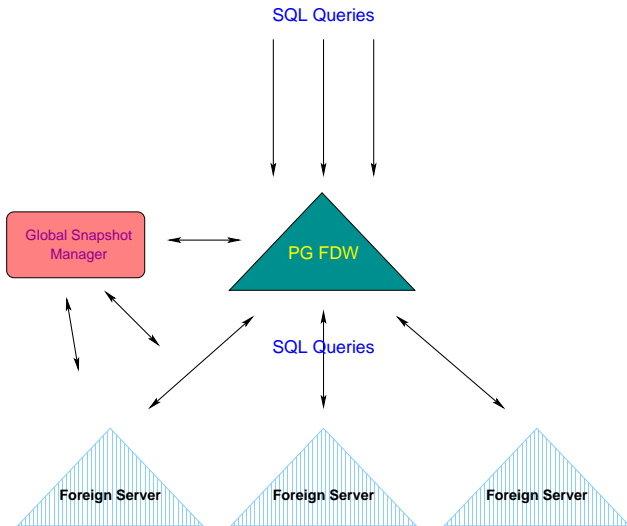 SQL Queries
Global Snapshot
Manager
PG FDW
SQL Queries
Foreign Server
Foreign Server
Foreign Server